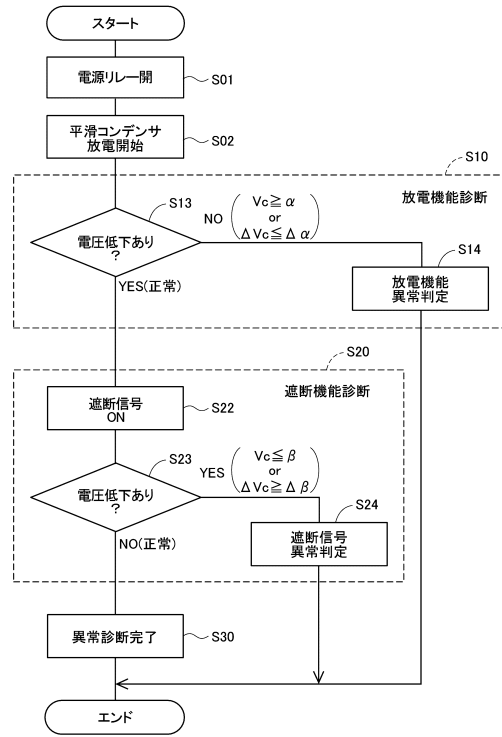 スタート
電源リレー開
S01
平滑コンデンサ
放電開始
S02
S10
放電機能診断
S13
電圧低下あり
?
NO
Vc≧α
or
ΔVc≦Δα
S14
放電機能
異常判定
YES(正常)
S20
遮断機能診断
遮断信号
ON
S22
S23
電圧低下あり
?
YES
Vc≦β
or
ΔVc≧Δβ
S24
遮断信号
異常判定
NO(正常)
異常診断完了
S30
エンド